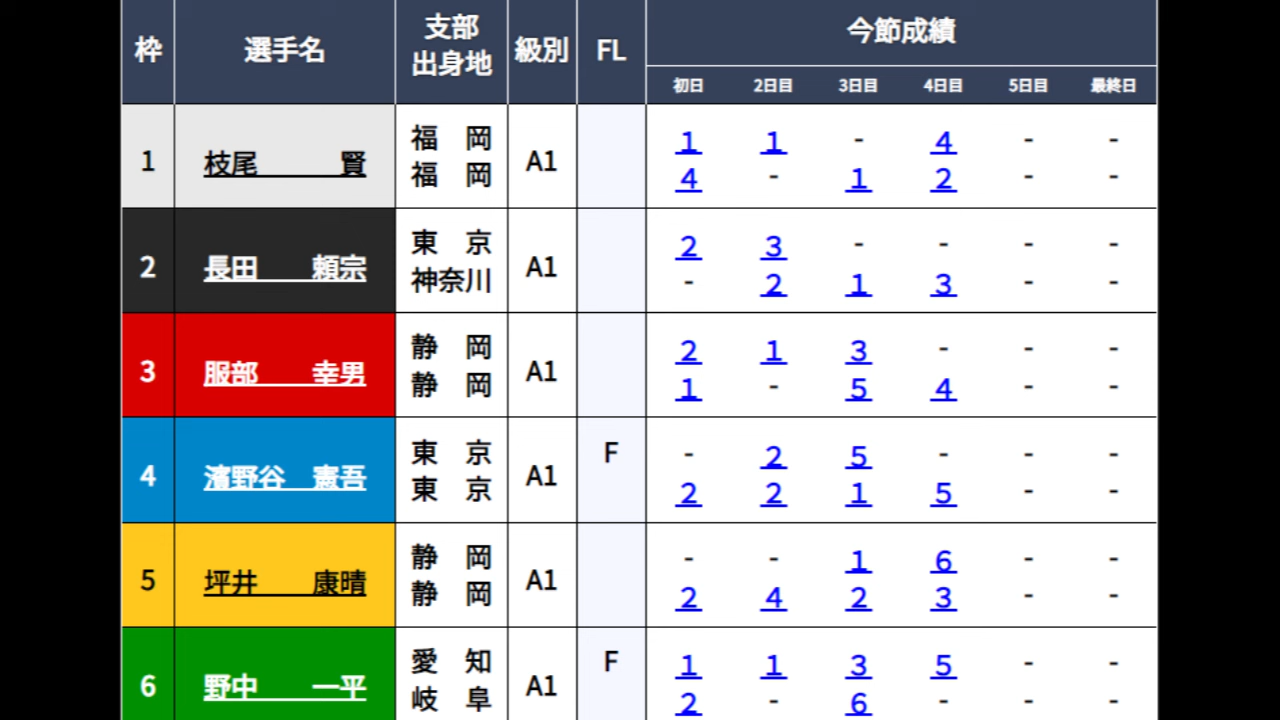 枠 選手名 支部 出身地 級別 FL 今節成績
初日 2日目 3日目 4日目 5日目 最終日
1 枝尾 賢 福岡 A1 1 1 - 4 - -
福岡 4 - 1 2 - -
2 長田 頼宗 東京 A1 2 3 - - - -
神奈川 - 2 1 3 - -
3 服部 幸男 静岡 A1 2 1 3 - - -
静岡 1 - 5 4 - -
4 濱野谷 憲吾 東京 A1 F - 2 5 - - -
東京 2 2 1 5 - -
5 坪井 康晴 静岡 A1 - - 1 6 - -
静岡 2 4 2 3 - -
6 野中 一平 愛知 A1 F 1 1 3 5 - -
岐阜 2 - 6 - - -